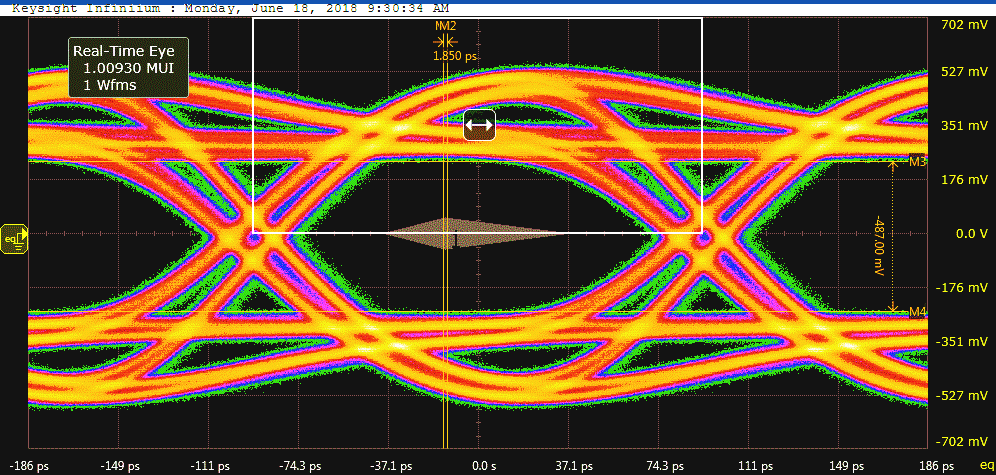 Keysight Infiniium : Monday, June 18, 2018 9:30:34 AM
Real-Time Eye
1.00930 MUI
1 Wfms
1.850 ps
702 mV
527 mV
351 mV
M3
176 mV
-487.00 mV
eq
0.0 V
-176 mV
M4
-351 mV
-527 mV
-702 mV
-186 ps -149 ps -111 ps -74.3 ps -37.1 ps 0.0 s 37.1 ps 74.3 ps 111 ps 149 ps 186 ps eq